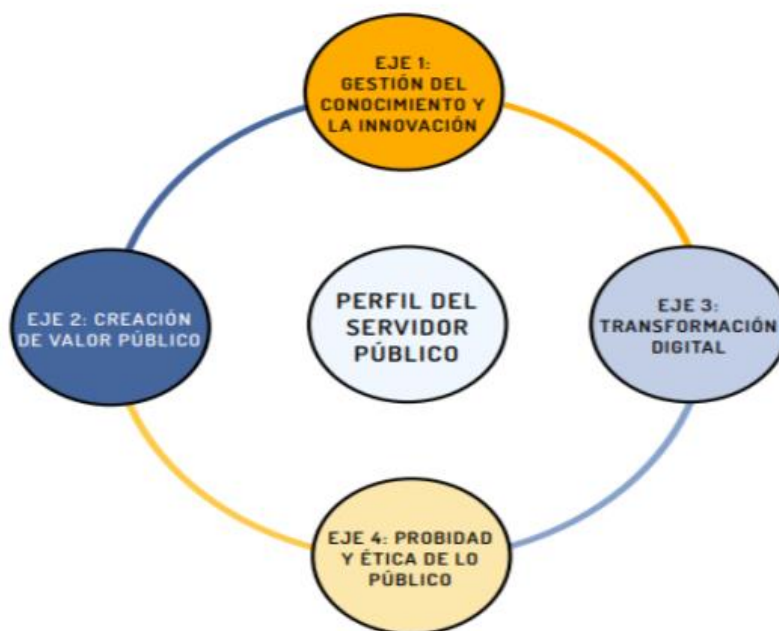 EJE 1:
GESTIÓN DEL
CONOCIMIENTO Y
LA INNOVACIÓN
EJE 2: CREACIÓN
DE VALOR PÚBLICO
PERFIL DEL
SERVIDOR
PÚBLICO
EJE 3:
TRANSFORMACIÓN
DIGITAL
EJE 4: PROBIDAD
Y ÉTICA DE LO
PÚBLICO